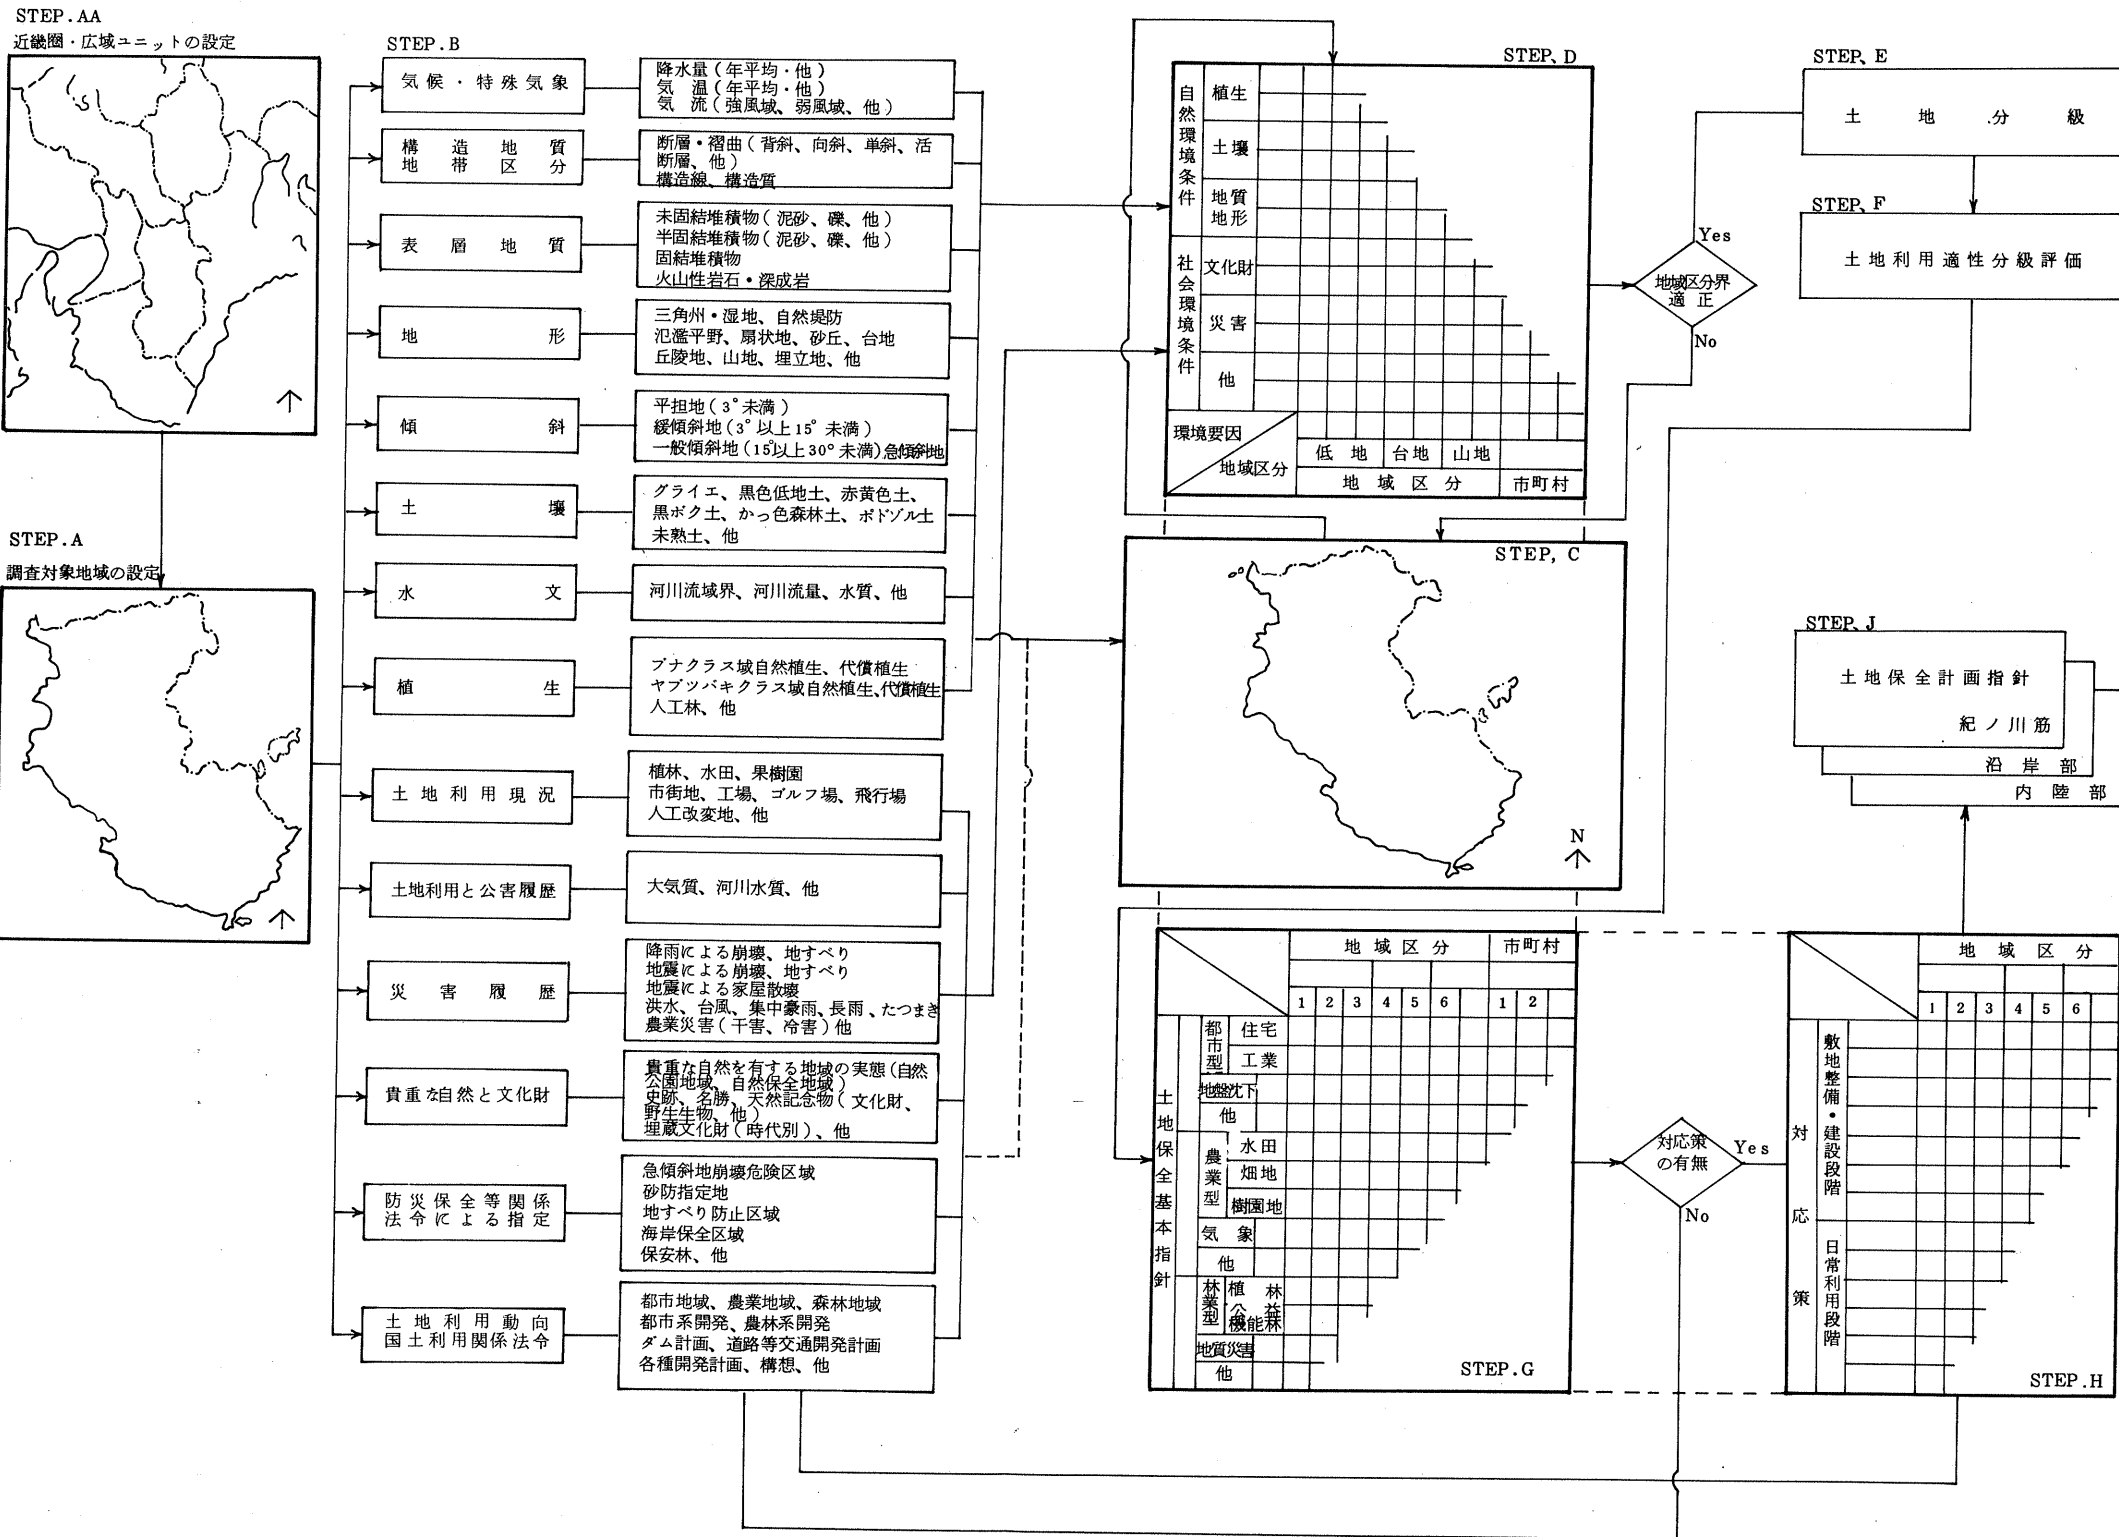 STEP.AA
近畿圏・広域ユニットの設定
STEP.A
調査対象地域の設定
STEP.B
気候・特殊気象
降水量(年平均・他)
気 温(年平均・他)
気 流(強風域、弱風域、他)
構造地質
地帯区分
断層・褶曲(背斜、向斜、単斜、活
断層、他)
構造線、構造質
表層地質
未固結堆積物(泥砂、礫、他)
半固結堆積物(泥砂、礫、他)
固結堆積物
火山性岩石・深成岩
地形
三角州・湿地、自然堤防
氾濫平野、扇状地、砂丘、台地
丘陵地、山地、埋立地、他
傾斜
平担地(3°未満)
緩傾斜地(3°以上15°未満)
一般傾斜地(15°以上30°未満)急傾斜地
土壌
グライエ、黒色低地土、赤黄色土、
黒ボク土、かっ色森林土、ポドゾル土
未熟土、他
水文
河川流域界、河川流量、水質、他
植生
ブナクラス域自然植生、代償植生
ヤブツバキクラス域自然植生、代償植生
人工林、他
土地利用現況
植林、水田、果樹園
市街地、工場、ゴルフ場、飛行場
人工改変地、他
土地利用と公害履歴
大気質、河川水質、他
災害履歴
降雨による崩壊、地すべり
地震による崩壊、地すべり
地震による家屋散壊
洪水、台風、集中豪雨、長雨、たつまき
農業災害(干害、冷害)他
貴重な自然と文化財
貴重な自然を有する地域の実態(自然
公園地域、自然保全地域)
史跡、名勝、天然記念物(文化財、
野生生物、他)
埋蔵文化財(時代別)、他
防災保全等関係
法令による指定
急傾斜地崩壊危険区域
砂防指定地
地すべり防止区域
海岸保全区域
保安林、他
土地利用動向
国土利用関係法令
都市地域、農業地域、森林地域
都市系開発、農林系開発
ダム計画、道路等交通開発計画
各種開発計画、構想、他
STEP、D
自然環境条件
植生
土壌
地質
地形
社会環境条件
文化財
災害
他
環境要因
地域区分
低地 台地 山地
地域区分 市町村
STEP, C
N
地域区分界
適正
Yes
No
STEP、E
土地分級
STEP、F
土地利用適性分級評価
STEP、J
土地保全計画指針
紀ノ川筋
沿岸部
内陸部
地域区分 市町村
1 2 3 4 5 6 1 2
土地保全基本指針
都市型
住宅
工業
地盤沈下
他
農業型
水田
畑地
樹園地
気象
他
林業型
植林
公益
機能林
地質災害
他
STEP.G
対応策
の有無
Yes
No
地域区分
1 2 3 4 5 6
対応策
敷地整備・建設段階
日常利用段階
STEP.H